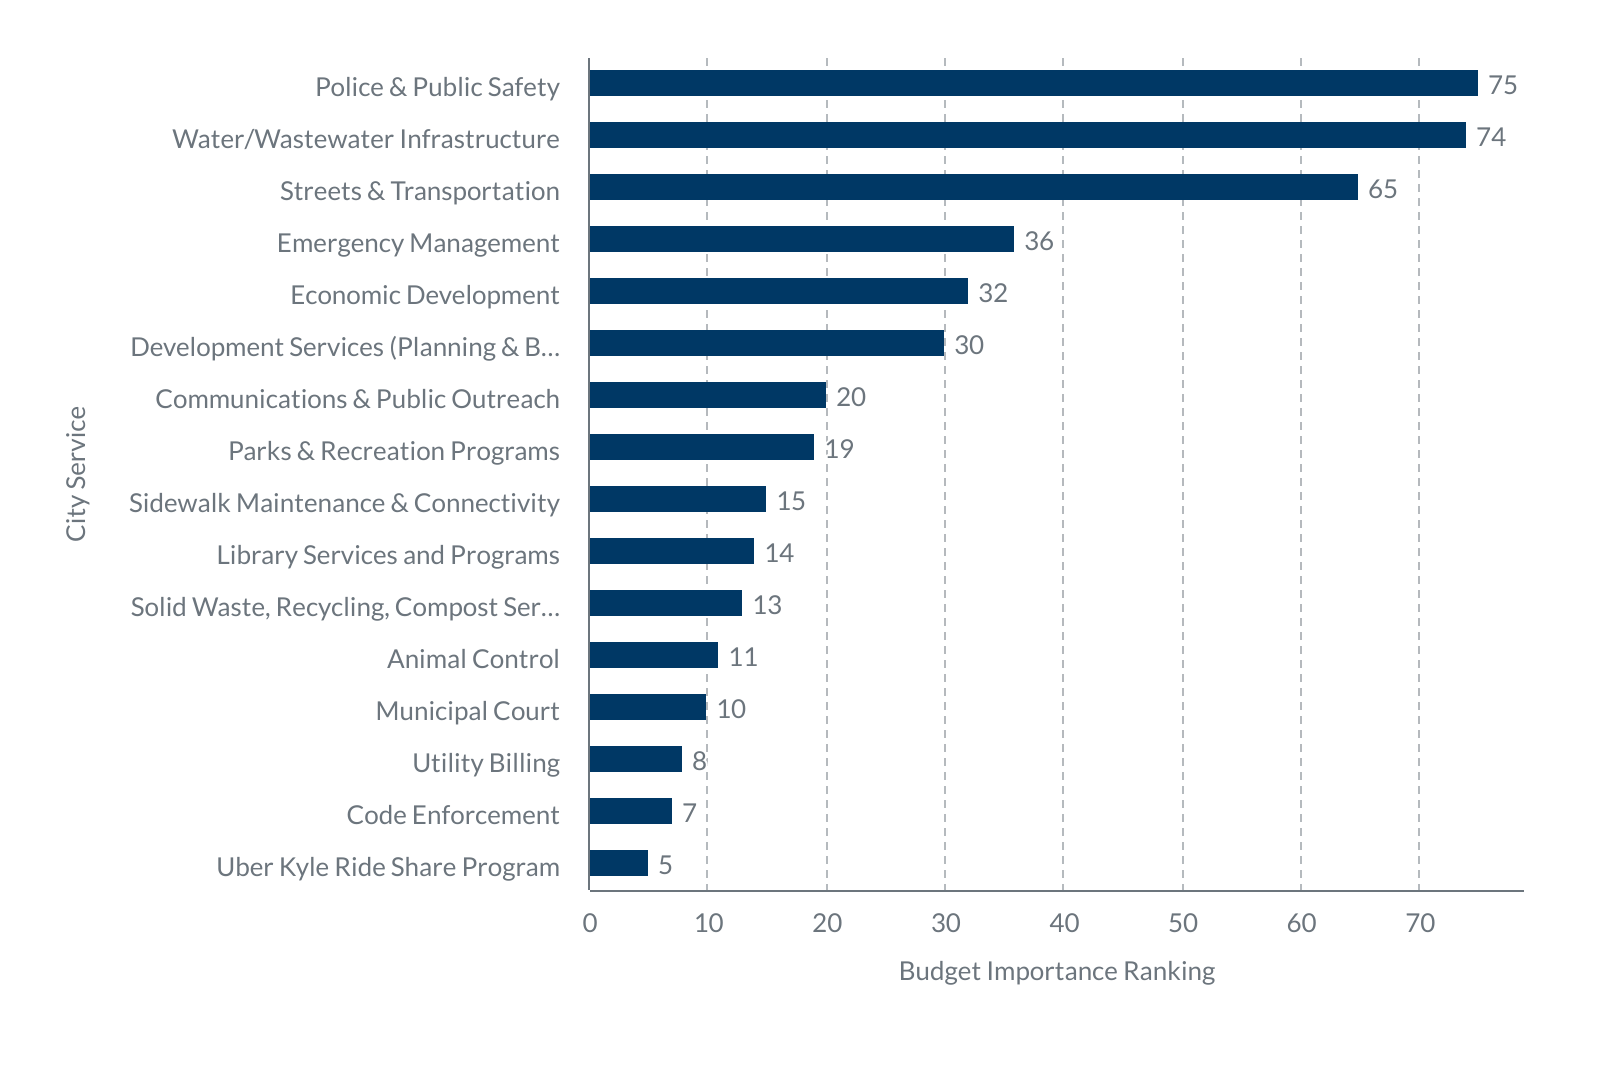 Police & Public Safety 75
Water/Wastewater Infrastructure 74
Streets & Transportation 65
Emergency Management 36
Economic Development 32
Development Services (Planning & B... 30
Communications & Public Outreach 20
Parks & Recreation Programs 19
Sidewalk Maintenance & Connectivity 15
Library Services and Programs 14
Solid Waste, Recycling, Compost Ser... 13
Animal Control 11
Municipal Court 10
Utility Billing 8
Code Enforcement 7
Uber Kyle Ride Share Program 5
City Service
0 10 20 30 40 50 60 70
Budget Importance Ranking